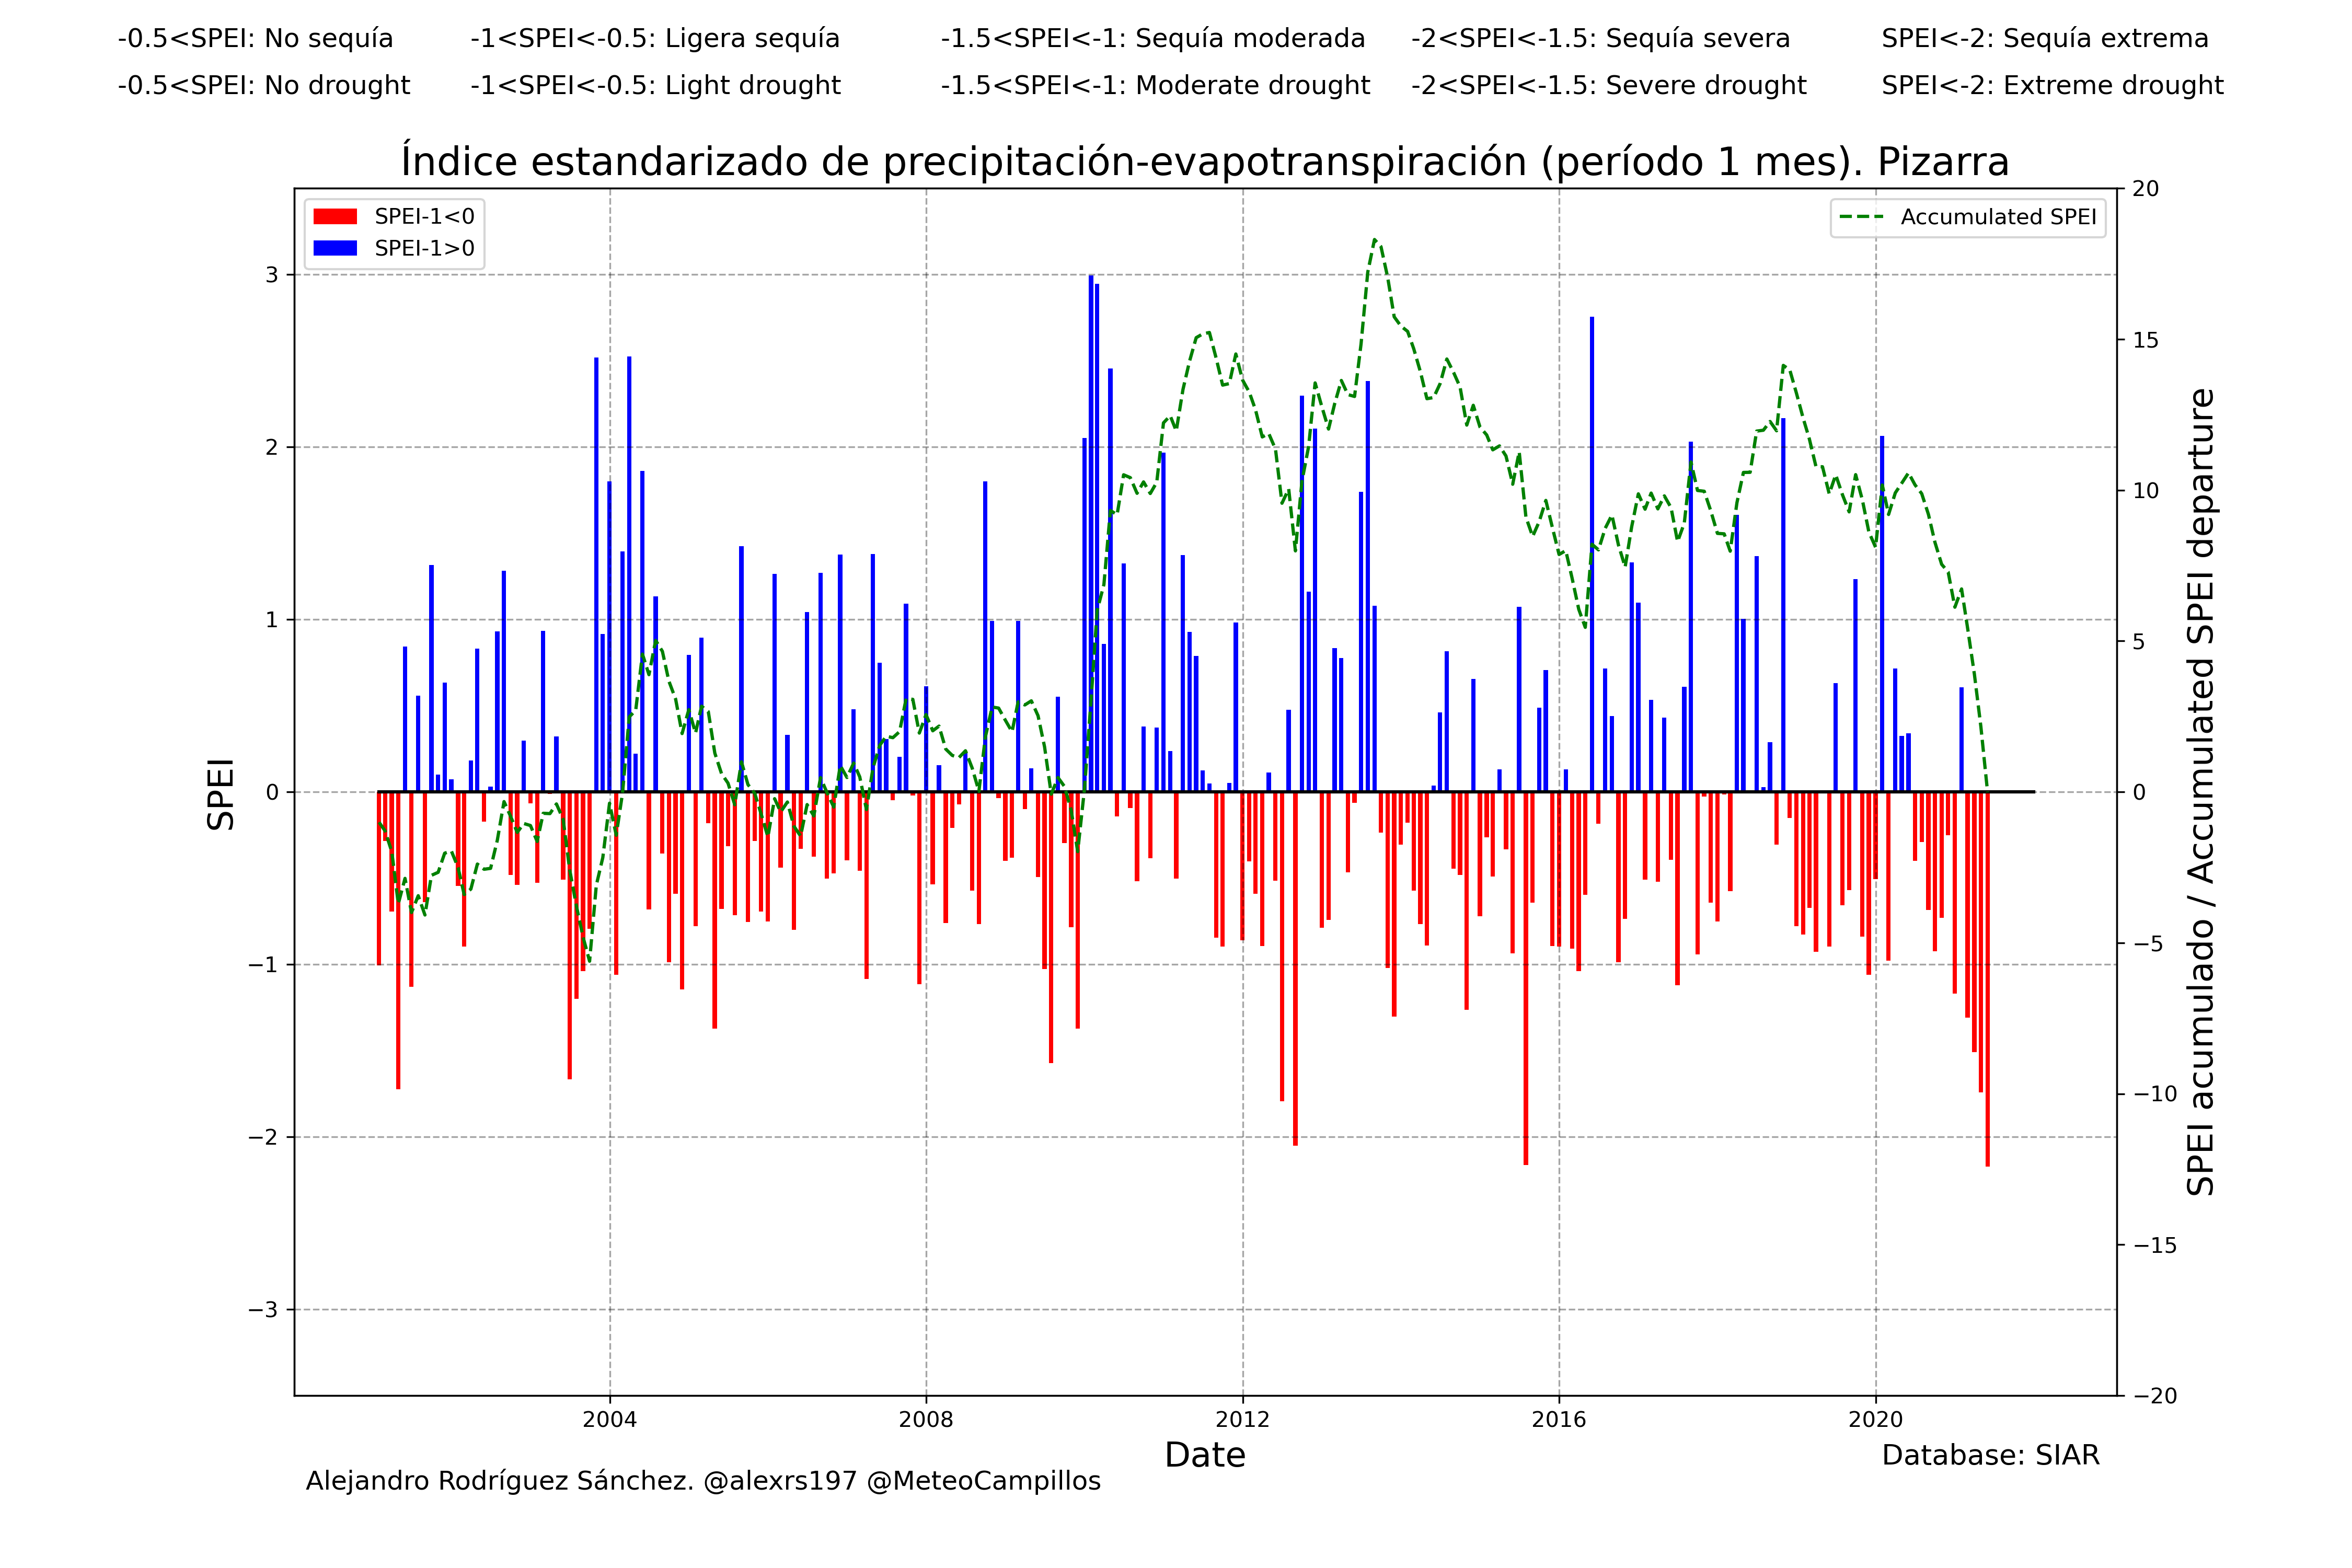 -0.5<SPEI: No sequía -1<SPEI<-0.5: Ligera sequía -1.5<SPEI<-1: Sequía moderada -2<SPEI<-1.5: Sequía severa SPEI<-2: Sequía extrema
-0.5<SPEI: No drought -1<SPEI<-0.5: Light drought -1.5<SPEI<-1: Moderate drought -2<SPEI<-1.5: Severe drought SPEI<-2: Extreme drought
Índice estandarizado de precipitación-evapotranspiración (período 1 mes). Pizarra
SPEI-1<0
SPEI-1>0
Accumulated SPEI
SPEI
3
2
1
0
−1
−2
−3
20
15
10
5
0
−5
−10
−15
−20
SPEI acumulado / Accumulated SPEI departure
2004 2008 2012 2016 2020
Date
Database: SIAR
Alejandro Rodríguez Sánchez. @alexrs197 @MeteoCampillos